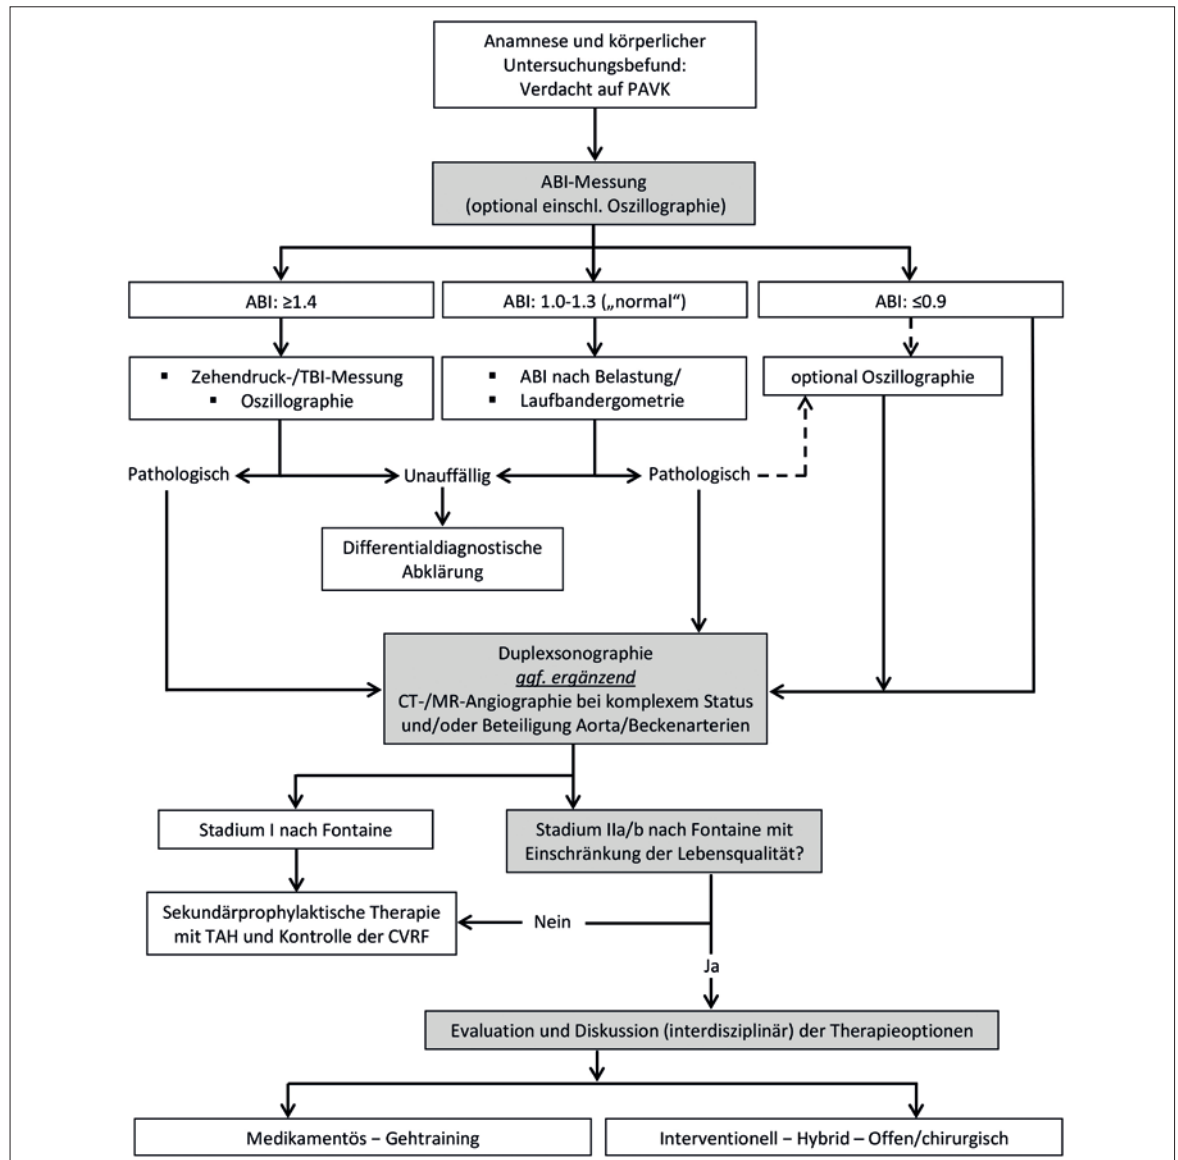 Anamnese und körperlicher
Untersuchungsbefund:
Verdacht auf PAVK
ABI-Messung
(optional einschl. Oszillographie)
ABI: ≥1.4
ABI: 1.0-1.3 („normal“)
ABI: ≤0.9
▪ Zehendruck-/TBI-Messung
▪ Oszillographie
▪ ABI nach Belastung/
▪ Laufbandergometrie
optional Oszillographie
Pathologisch
Unauffällig
Pathologisch
Differentialdiagnostische
Abklärung
Duplexsonographie
ggf. ergänzend
CT-/MR-Angiographie bei komplexem Status
und/oder Beteiligung Aorta/Beckenarterien
Stadium I nach Fontaine
Stadium IIa/b nach Fontaine mit
Einschränkung der Lebensqualität?
Sekundärprophylaktische Therapie
mit TAH und Kontrolle der CVRF
Nein
Ja
Evaluation und Diskussion (interdisziplinär) der Therapieoptionen
Medikamentös – Gehtraining
Interventionell – Hybrid – Offen/chirurgisch